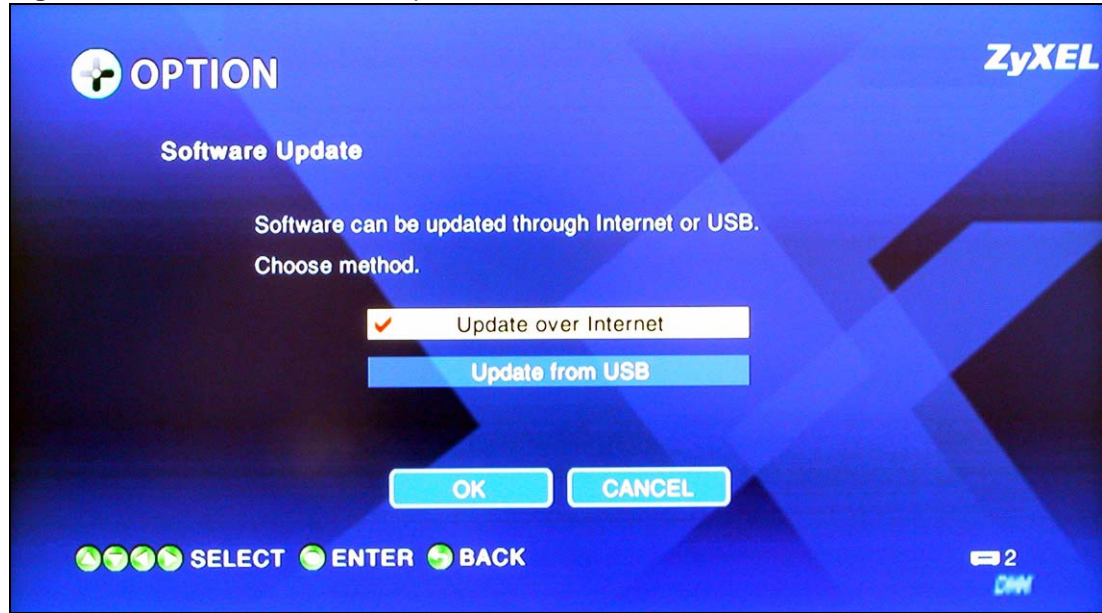 OPTION
ZyXEL
Software Update
Software can be updated through Internet or USB.
Choose method.
Update over Internet
Update from USB
OK
CANCEL
SELECT ENTER BACK
2
DMM